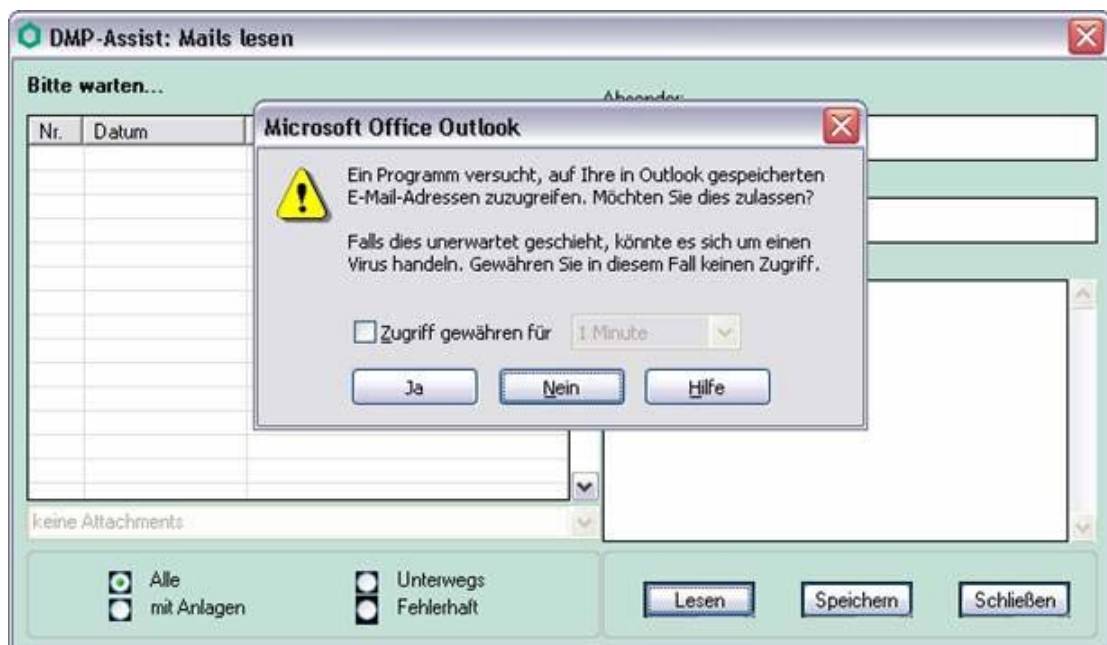 DMP-Assist: Mails lesen
Bitte warten...
Absender:
Nr. Datum
Microsoft Office Outlook
Ein Programm versucht, auf Ihre in Outlook gespeicherten
E-Mail-Adressen zuzugreifen. Möchten Sie dies zulassen?
Falls dies unerwartet geschieht, könnte es sich um einen
Virus handeln. Gewähren Sie in diesem Fall keinen Zugriff.
Zugriff gewähren für 1 Minute
Ja Nein Hilfe
keine Attachments
Alle Unterwegs
mit Anlagen Fehlerhaft
Lesen Speichern Schließen